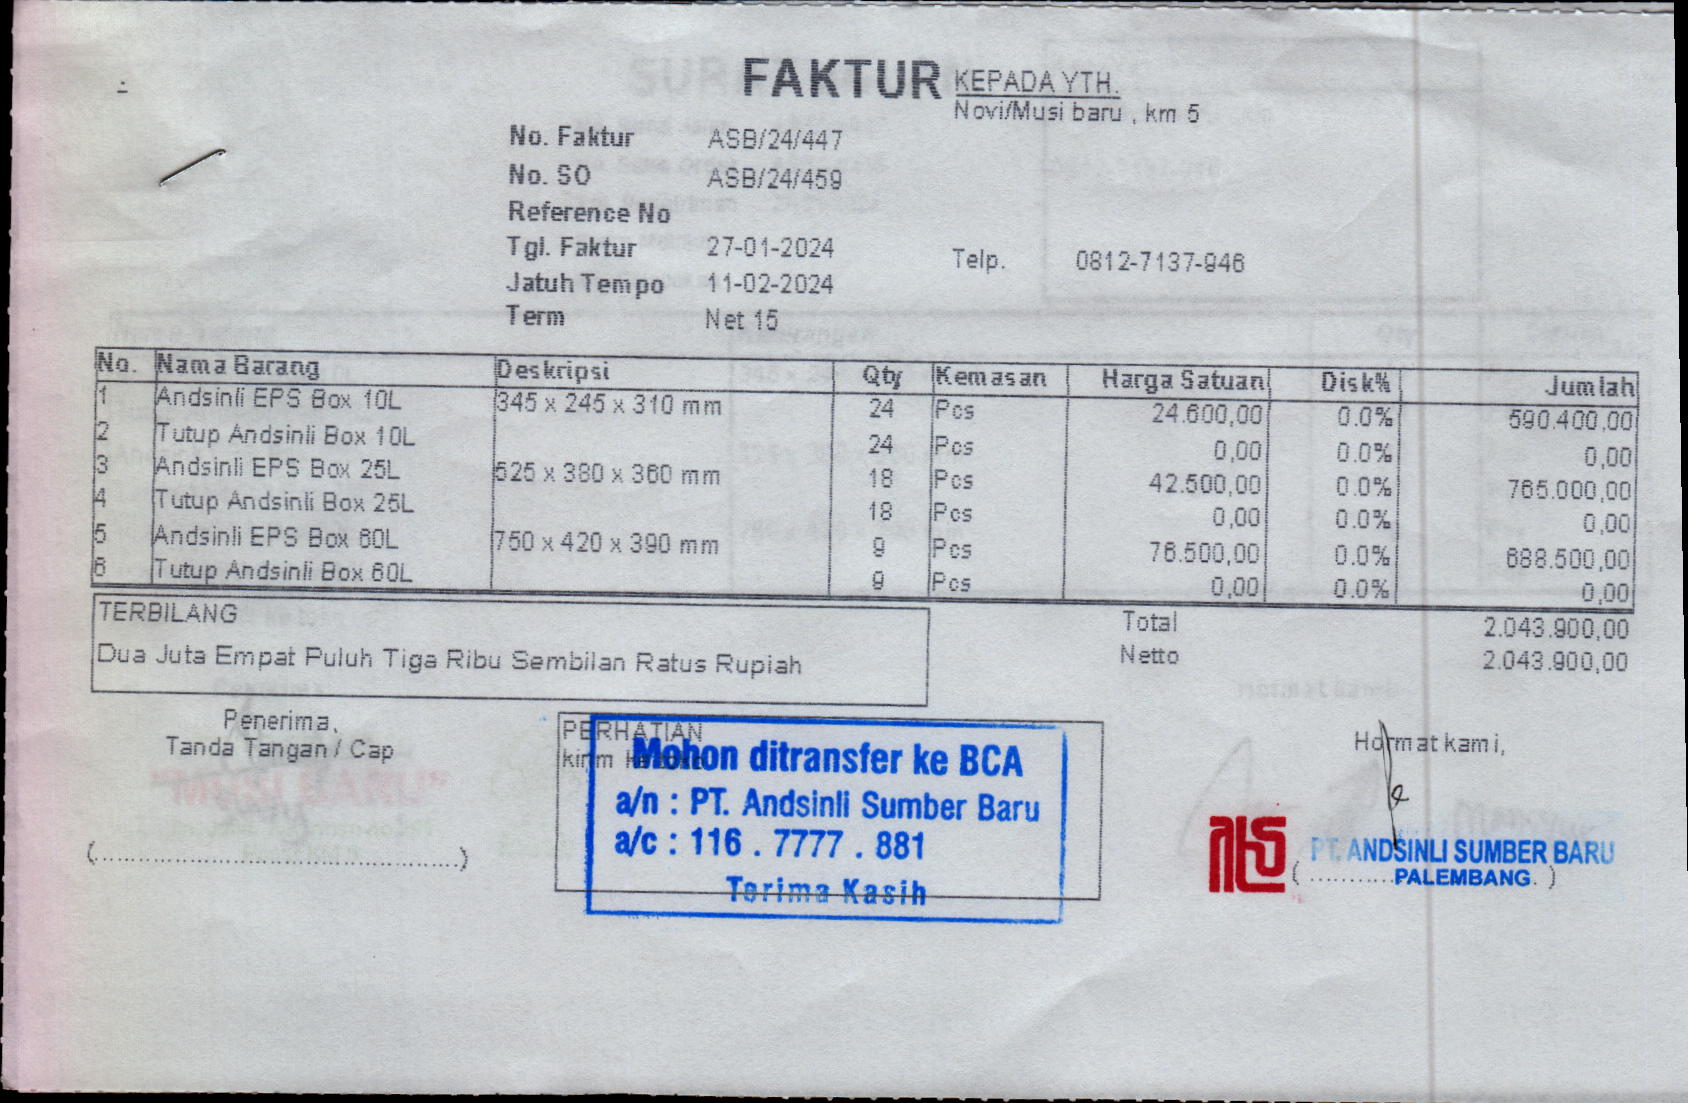 FAKTUR
KEPADA YTH.
Novi/Musi baru , km 5
No. Faktur ASB/24/447
No. SO ASB/24/459
Reference No
Tgl. Faktur 27-01-2024
Telp. 0812-7137-946
Jatuh Tempo 11-02-2024
Term Net 15
No. Nama Barang Deskripsi Qty Kemasan Harga Satuan Disk% Jumlah
1 Andsinli EPS Box 10L 345 x 245 x 310 mm 24 Pcs 24.600,00 0.0% 590.400,00
2 Tutup Andsinli Box 10L 24 Pcs 0,00 0.0% 0,00
3 Andsinli EPS Box 25L 525 x 380 x 360 mm 18 Pcs 42.500,00 0.0% 765.000,00
4 Tutup Andsinli Box 25L 18 Pcs 0,00 0.0% 0,00
5 Andsinli EPS Box 60L 750 x 420 x 390 mm 9 Pcs 76.500,00 0.0% 688.500,00
6 Tutup Andsinli Box 60L 9 Pcs 0,00 0.0% 0,00
TERBILANG
Dua Juta Empat Puluh Tiga Ribu Sembilan Ratus Rupiah
Total 2.043.900,00
Netto 2.043.900,00
Penerima,
Tanda Tangan / Cap
PERHATIAN
Mohon ditransfer ke BCA
a/n : PT. Andsinli Sumber Baru
a/c : 116 . 7777 . 881
Terima Kasih
Hormat kami,
PT. ANDSINLI SUMBER BARU
PALEMBANG.
"MUSI BARU"